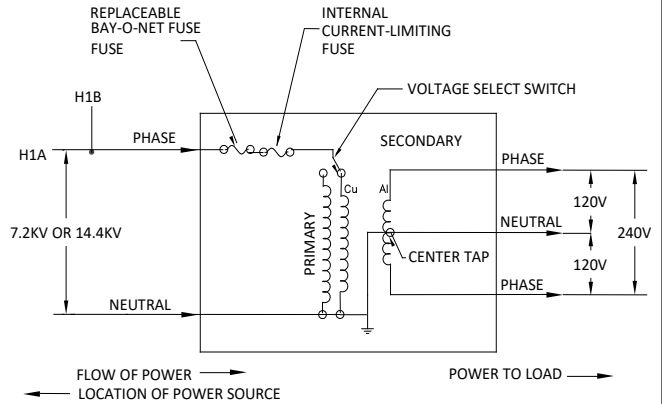 REPLACEABLE
BAY-O-NET FUSE
FUSE
INTERNAL
CURRENT-LIMITING
FUSE
VOLTAGE SELECT SWITCH
H1B
H1A
PHASE
SECONDARY
PHASE
Cu
Al
120V
7.2KV OR 14.4KV
PRIMARY
NEUTRAL
240V
CENTER TAP
120V
PHASE
NEUTRAL
FLOW OF POWER
POWER TO LOAD
LOCATION OF POWER SOURCE